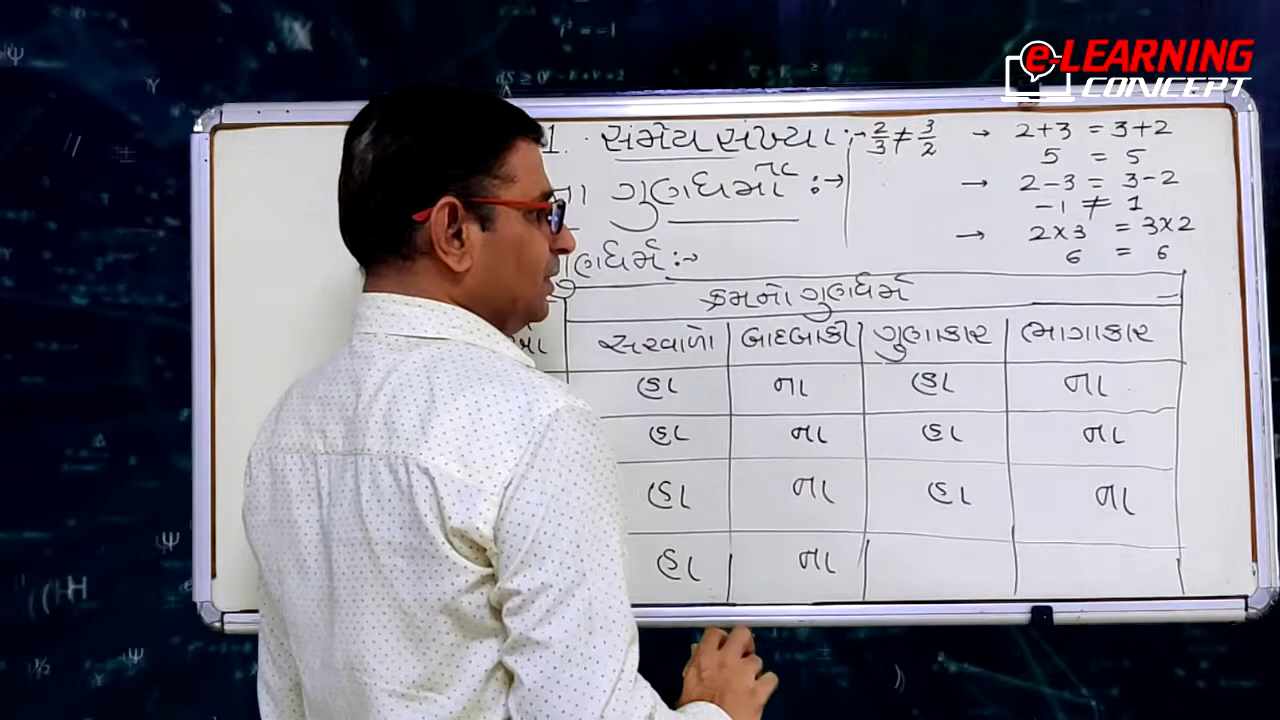 e-LEARNING
CONCEPT
1. સંમેય સંખ્યા :- 2/3 ≠ 3/2 → 2+3 = 3+2
5 = 5
ના ગુણધર્મો :→ → 2-3 = 3-2
-1 ≠ 1
→ 2×3 = 3×2
6 = 6
ગુણધર્મ :-
ક્રમનો ગુણધર્મ
સરવાળો બાદબાકી ગુણાકાર ભાગાકાર
હા ના હા ના
હા ના હા ના
હા ના હા ના
હા ના